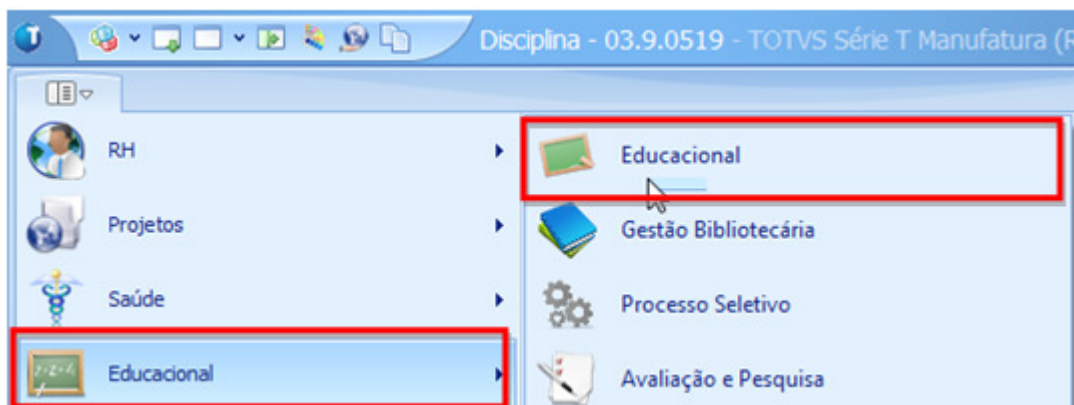 Disciplina - 03.9.0519 - TOTVS Série T Manufatura (R
RH
Projetos
Saúde
Educacional
Educacional
Gestão Bibliotecária
Processo Seletivo
Avaliação e Pesquisa